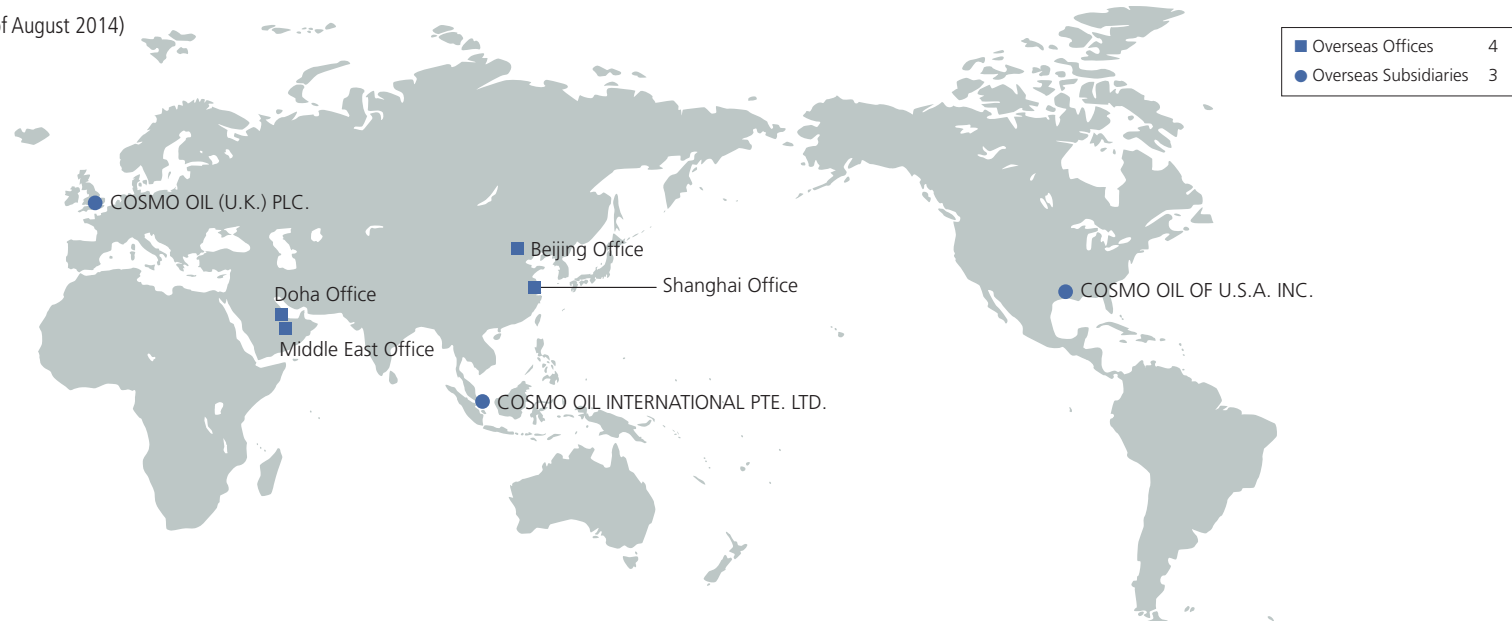 of August 2014)
Overseas Offices 4
Overseas Subsidiaries 3
COSMO OIL (U.K.) PLC.
Beijing Office
Shanghai Office
Doha Office
COSMO OIL OF U.S.A. INC.
Middle East Office
COSMO OIL INTERNATIONAL PTE. LTD.